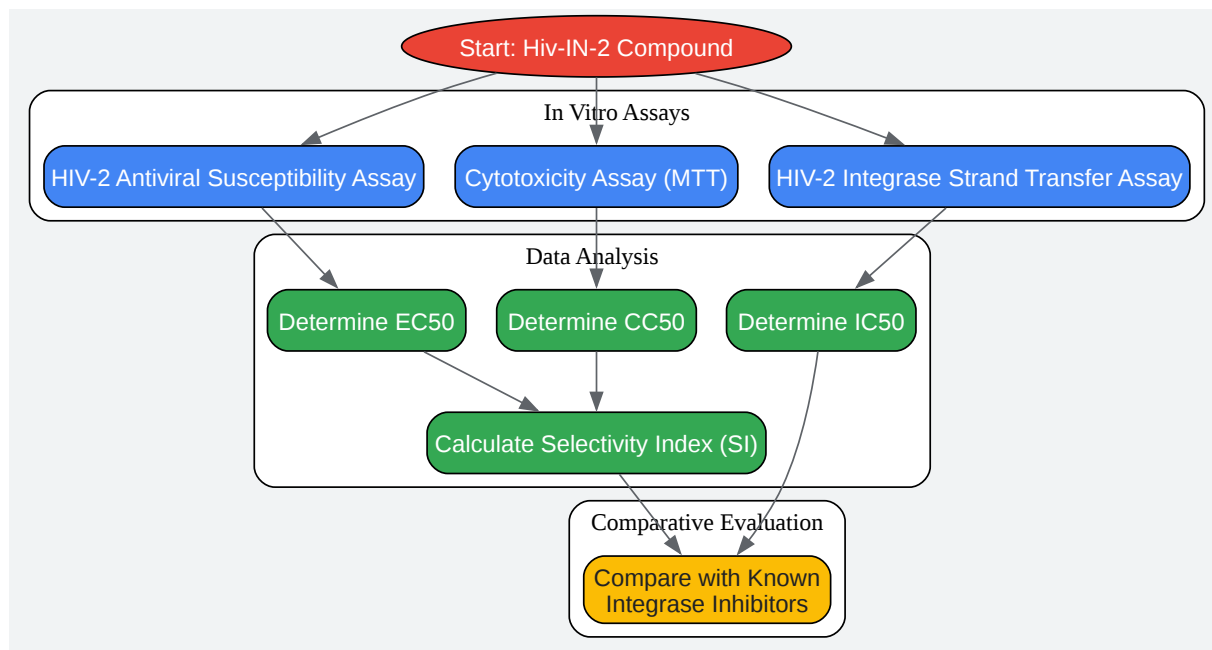 Start: Hiv-IN-2 Compound
In Vitro Assays
HIV-2 Antiviral Susceptibility Assay
Cytotoxicity Assay (MTT)
HIV-2 Integrase Strand Transfer Assay
Data Analysis
Determine EC50
Determine CC50
Determine IC50
Calculate Selectivity Index (SI)
Comparative Evaluation
Compare with Known
Integrase Inhibitors